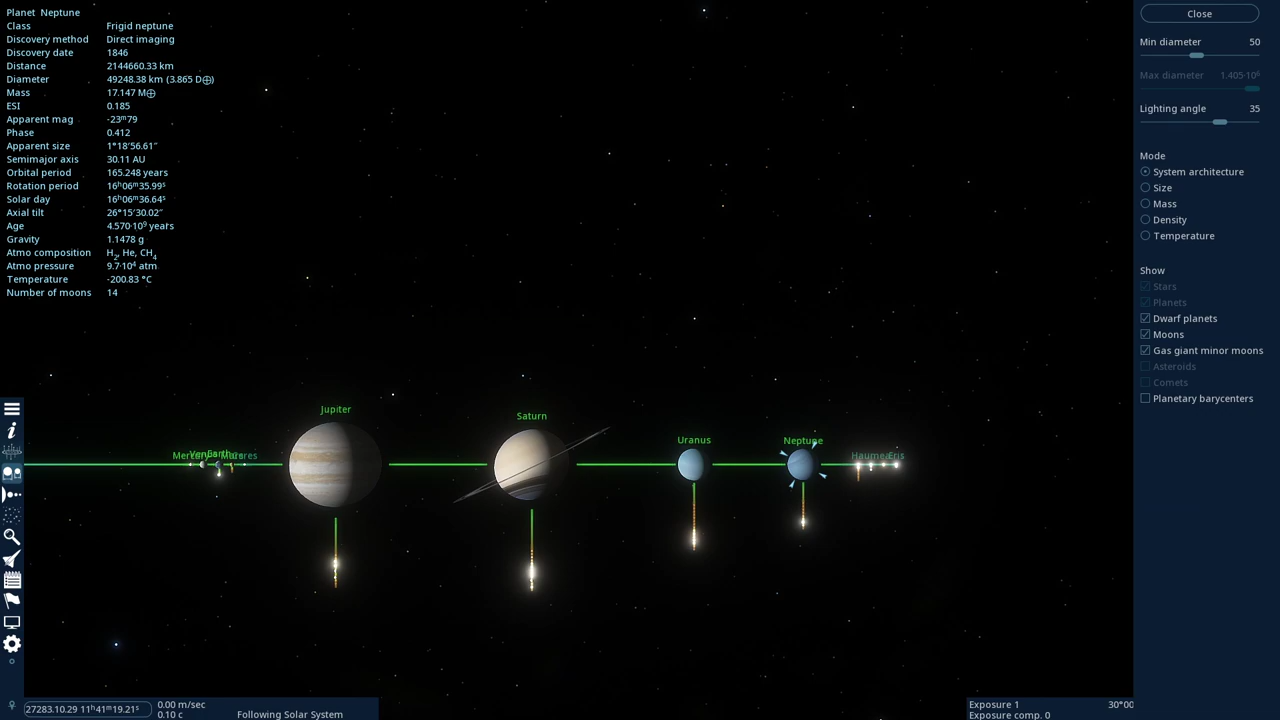 Planet Neptune
Class Frigid neptune
Discovery method Direct imaging
Discovery date 1846
Distance 2144660.33 km
Diameter 49248.38 km (3.865 D⊕)
Mass 17.147 M⊕
ESI 0.185
Apparent mag -23ᵐ79
Phase 0.412
Apparent size 1°18′56.61″
Semimajor axis 30.11 AU
Orbital period 165.248 years
Rotation period 16ʰ06ᵐ35.99ˢ
Solar day 16ʰ06ᵐ36.64ˢ
Axial tilt 26°15′30.02″
Age 4.570·10⁹ years
Gravity 1.1478 g
Atmo composition H₂, He, CH₄
Atmo pressure 9.7·10⁴ atm
Temperature -200.83 °C
Number of moons 14
Close
Min diameter 50
Max diameter 1.405·10⁶
Lighting angle 35
Mode
System architecture
Size
Mass
Density
Temperature
Show
Stars
Planets
Dwarf planets
Moons
Gas giant minor moons
Asteroids
Comets
Planetary barycenters
Jupiter
Saturn
Uranus
Neptune
Earth
27283.10.29 11ʰ41ᵐ19.21ˢ
0.00 m/sec
0.10 c
Following Solar System
Exposure 1
Exposure comp. 0
30°00